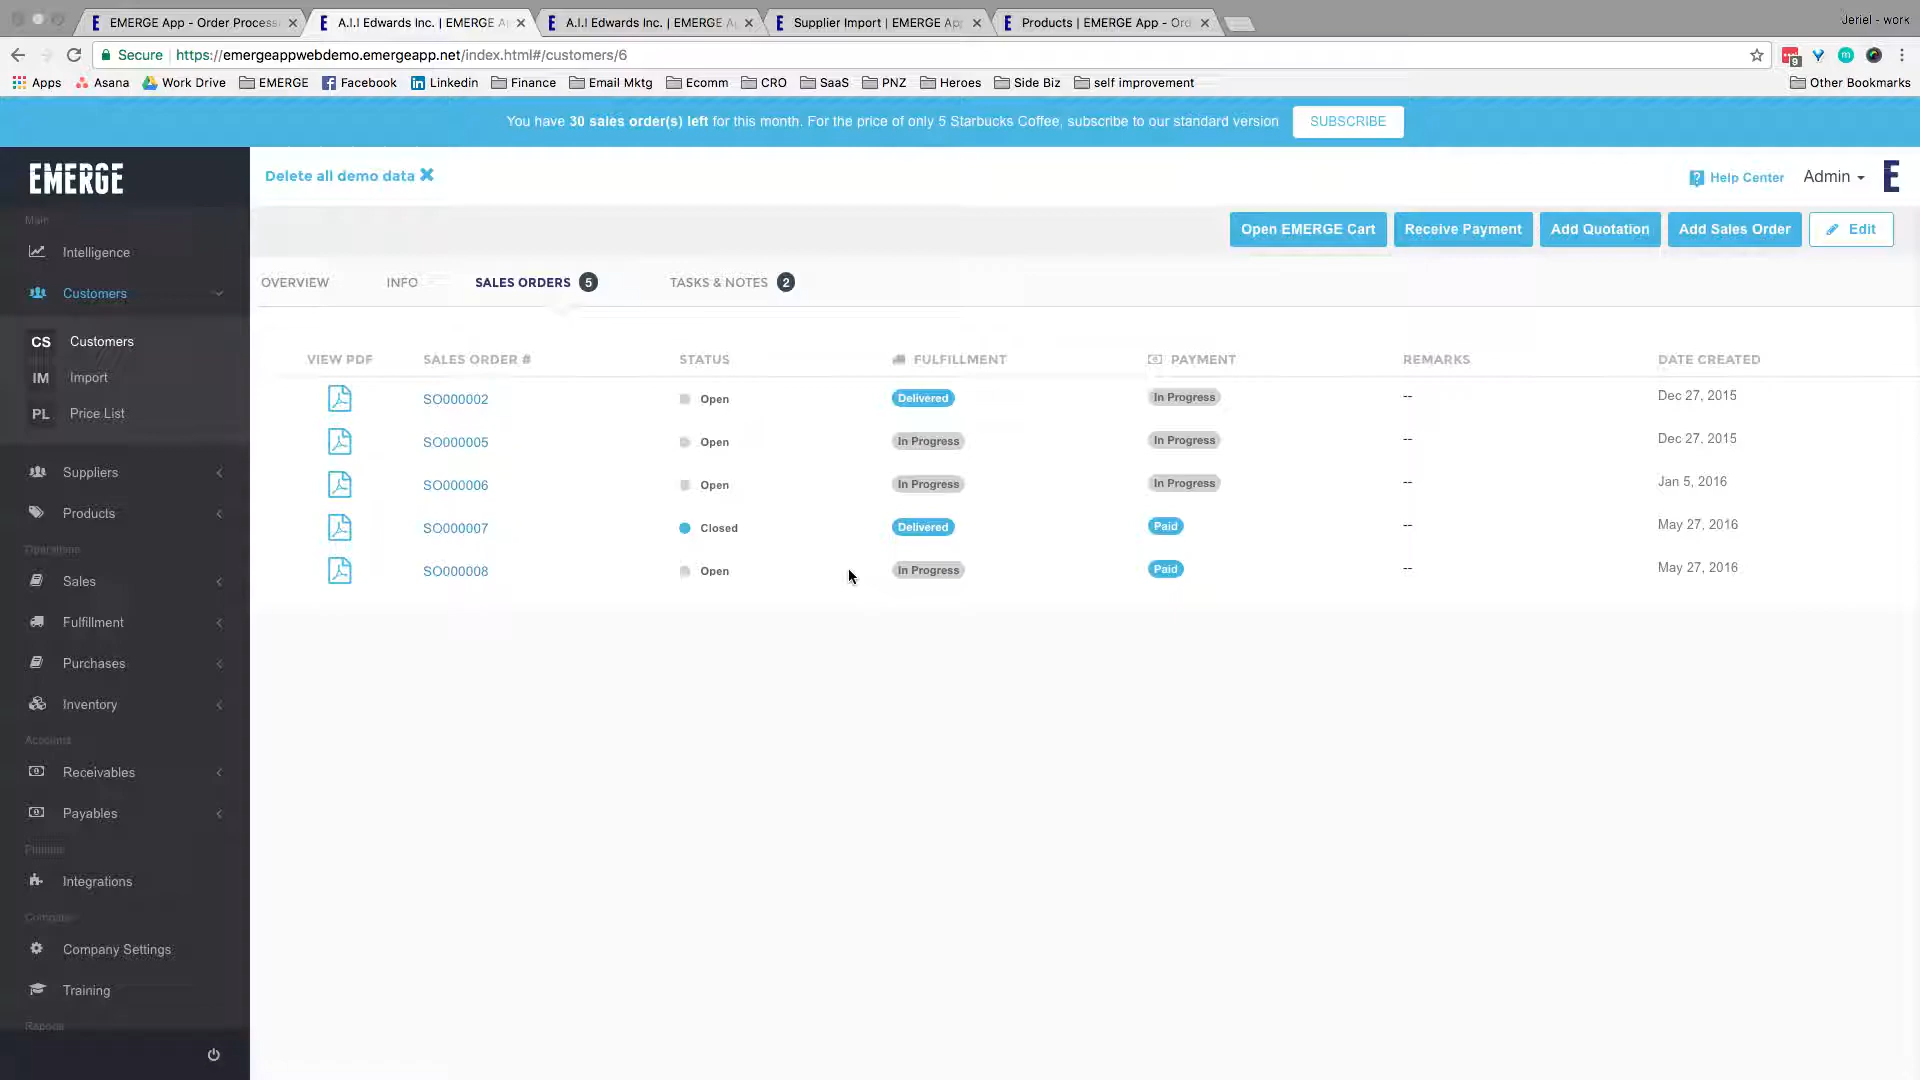 EMERGE App - Order Process
A.I.I Edwards Inc. | EMERGE A
A.I.I Edwards Inc. | EMERGE A
Supplier Import | EMERGE App
Products | EMERGE App - Ord
Jeriel - work
Secure https://emergeappwebdemo.emergeapp.net/index.html#/customers/6
9
Apps Asana Work Drive EMERGE Facebook Linkedin Finance Email Mktg Ecomm CRO SaaS PNZ Heroes Side Biz self improvement Other Bookmarks
You have 30 sales order(s) left for this month. For the price of only 5 Starbucks Coffee, subscribe to our standard version SUBSCRIBE
EMERGE
Main
Intelligence
Customers
CS Customers
IM Import
PL Price List
Suppliers
Products
Operations
Sales
Fulfillment
Purchases
Inventory
Accounts
Receivables
Payables
Integrations
Company
Company Settings
Training
Reports
Delete all demo data
Help Center Admin E
Open EMERGE Cart Receive Payment Add Quotation Add Sales Order Edit
OVERVIEW INFO SALES ORDERS 5 TASKS & NOTES 2
VIEW PDF SALES ORDER # STATUS FULFILLMENT PAYMENT REMARKS DATE CREATED
SO000002 Open Delivered In Progress -- Dec 27, 2015
SO000005 Open In Progress In Progress -- Dec 27, 2015
SO000006 Open In Progress In Progress -- Jan 5, 2016
SO000007 Closed Delivered Paid -- May 27, 2016
SO000008 Open In Progress Paid -- May 27, 2016